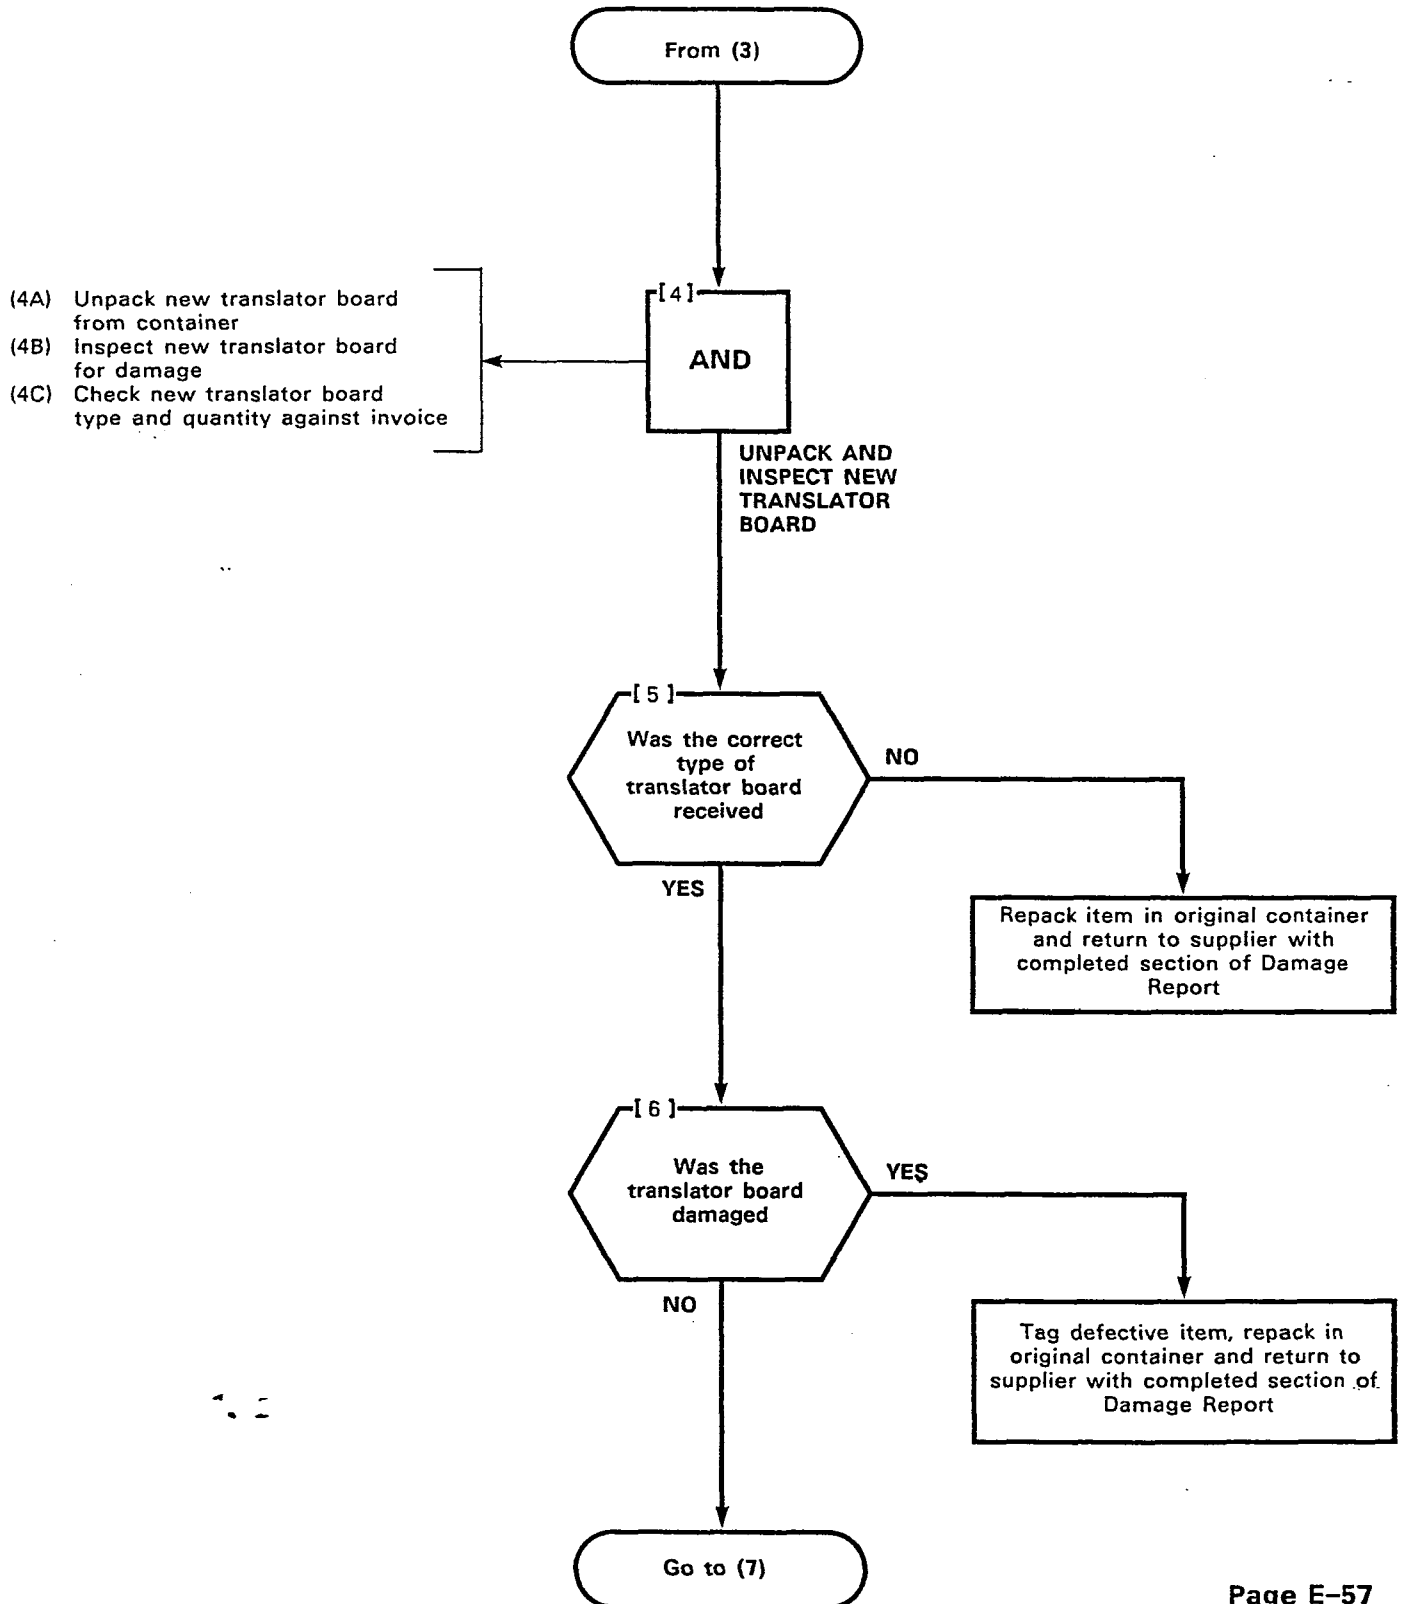 From (3)
[4]
AND
(4A) Unpack new translator board
from container
(4B) Inspect new translator board
for damage
(4C) Check new translator board
type and quantity against invoice
UNPACK AND
INSPECT NEW
TRANSLATOR
BOARD
[ 5 ]
Was the correct
type of
translator board
received
NO
YES
Repack item in original container
and return to supplier with
completed section of Damage
Report
[ 6 ]
Was the
translator board
damaged
YES
NO
Tag defective item, repack in
original container and return to
supplier with completed section of
Damage Report
Go to (7)
Page E–57